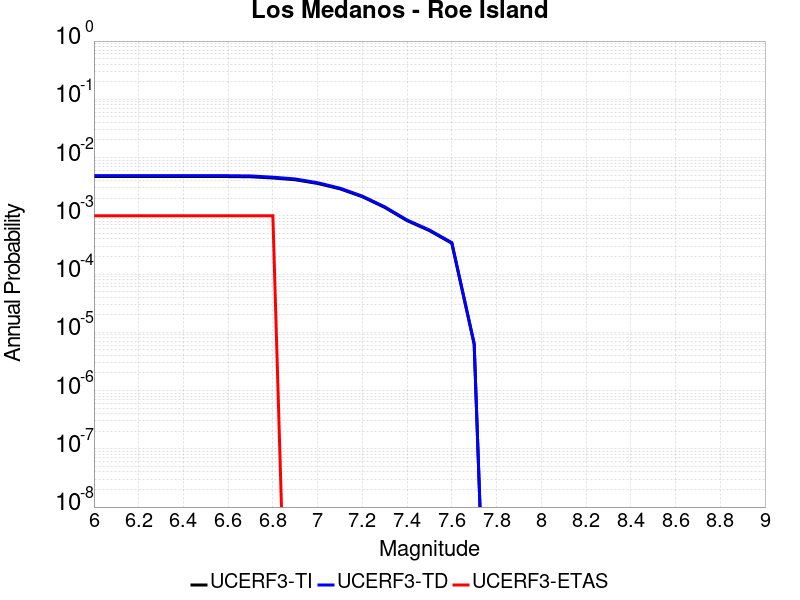 Los Medanos - Roe Island
10^0
10^-1
10^-2
10^-3
10^-4
10^-5
10^-6
10^-7
10^-8
Annual Probability
6 6.2 6.4 6.6 6.8 7 7.2 7.4 7.6 7.8 8 8.2 8.4 8.6 8.8 9
Magnitude
UCERF3-TI UCERF3-TD UCERF3-ETAS